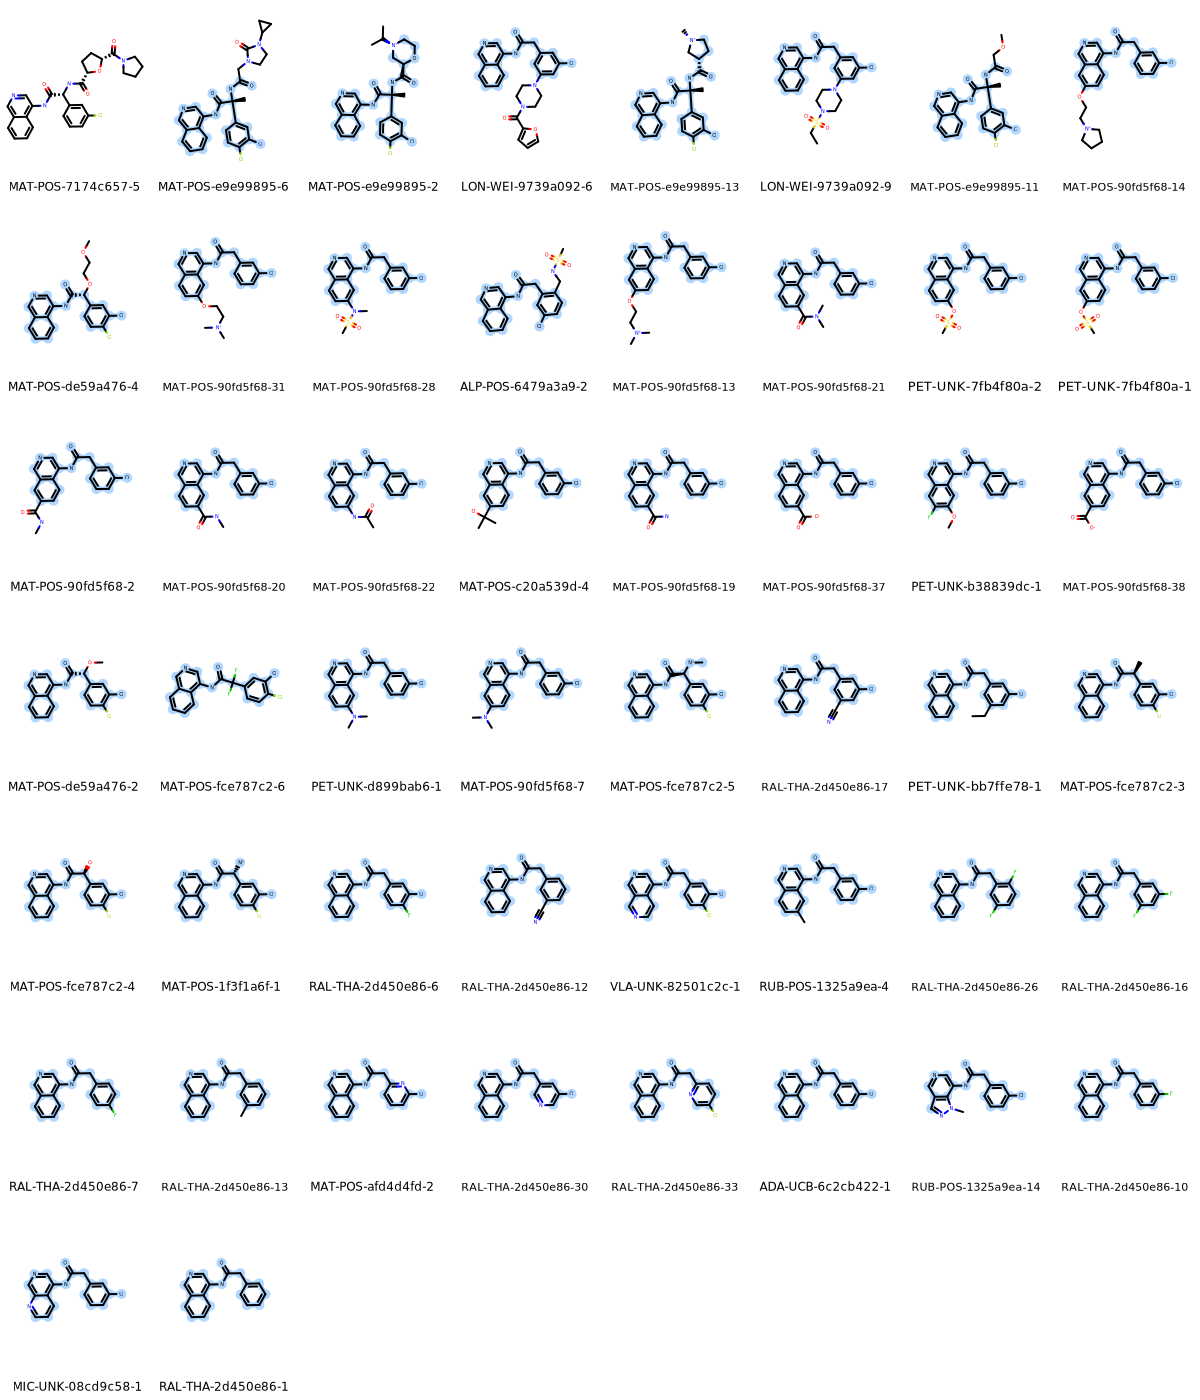 MAT-POS-7174c657-5 MAT-POS-e9e99895-6 MAT-POS-e9e99895-2 LON-WEI-9739a092-6 MAT-POS-e9e99895-13 LON-WEI-9739a092-9 MAT-POS-e9e99895-11 MAT-POS-90fd5f68-14
MAT-POS-de59a476-4 MAT-POS-90fd5f68-31 MAT-POS-90fd5f68-28 ALP-POS-6479a3a9-2 MAT-POS-90fd5f68-13 MAT-POS-90fd5f68-21 PET-UNK-7fb4f80a-2 PET-UNK-7fb4f80a-1
MAT-POS-90fd5f68-2 MAT-POS-90fd5f68-20 MAT-POS-90fd5f68-22 MAT-POS-c20a539d-4 MAT-POS-90fd5f68-19 MAT-POS-90fd5f68-37 PET-UNK-b38839dc-1 MAT-POS-90fd5f68-38
MAT-POS-de59a476-2 MAT-POS-fce787c2-6 PET-UNK-d899bab6-1 MAT-POS-90fd5f68-7 MAT-POS-fce787c2-5 RAL-THA-2d450e86-17 PET-UNK-bb7ffe78-1 MAT-POS-fce787c2-3
MAT-POS-fce787c2-4 MAT-POS-1f3f1a6f-1 RAL-THA-2d450e86-6 RAL-THA-2d450e86-12 VLA-UNK-82501c2c-1 RUB-POS-1325a9ea-4 RAL-THA-2d450e86-26 RAL-THA-2d450e86-16
RAL-THA-2d450e86-7 RAL-THA-2d450e86-13 MAT-POS-afd4d4fd-2 RAL-THA-2d450e86-30 RAL-THA-2d450e86-33 ADA-UCB-6c2cb422-1 RUB-POS-1325a9ea-14 RAL-THA-2d450e86-10
MIC-UNK-08cd9c58-1 RAL-THA-2d450e86-1